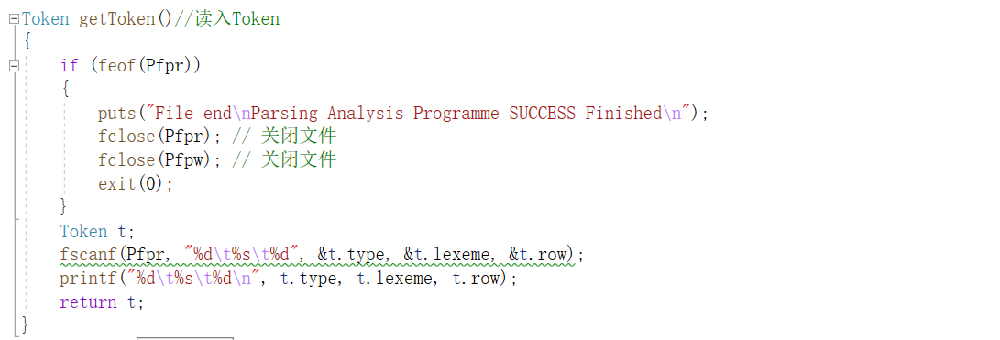 Token getToken()//读入Token
{
if (feof(Pfpr))
{
puts("File end\nParsing Analysis Programme SUCCESS Finished\n");
fclose(Pfpr); // 关闭文件
fclose(Pfpw); // 关闭文件
exit(0);
}
Token t;
fscanf(Pfpr, "%d\t%s\t%d", &t.type, &t.lexeme, &t.row);
printf("%d\t%s\t%d\n", t.type, t.lexeme, t.row);
return t;
}